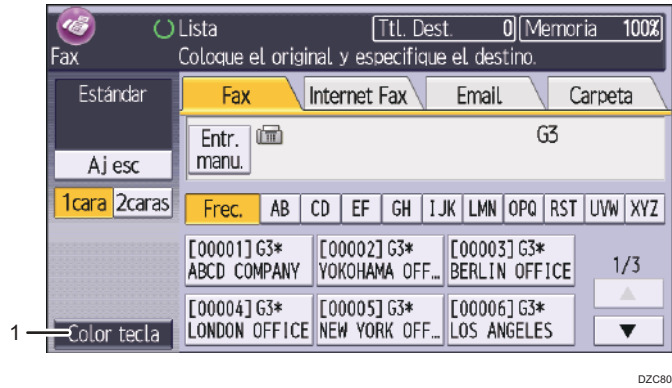 Lista
Ttl. Dest. 0
Memoria 100%
Fax
Coloque el original y especifique el destino.
Estándar
Fax
Internet Fax
Email
Carpeta
Entr.
manu.
G3
Aj esc
1cara
2caras
Frec.
AB
CD
EF
GH
IJK
LMN
OPQ
RST
UVW
XYZ
[00001] G3*
ABCD COMPANY
[00002] G3*
YOKOHAMA OFF…
[00003] G3*
BERLIN OFFICE
1/3
[00004] G3*
LONDON OFFICE
[00005] G3*
NEW YORK OFF…
[00006] G3*
LOS ANGELES
▲
▼
1
Color tecla
DZC80